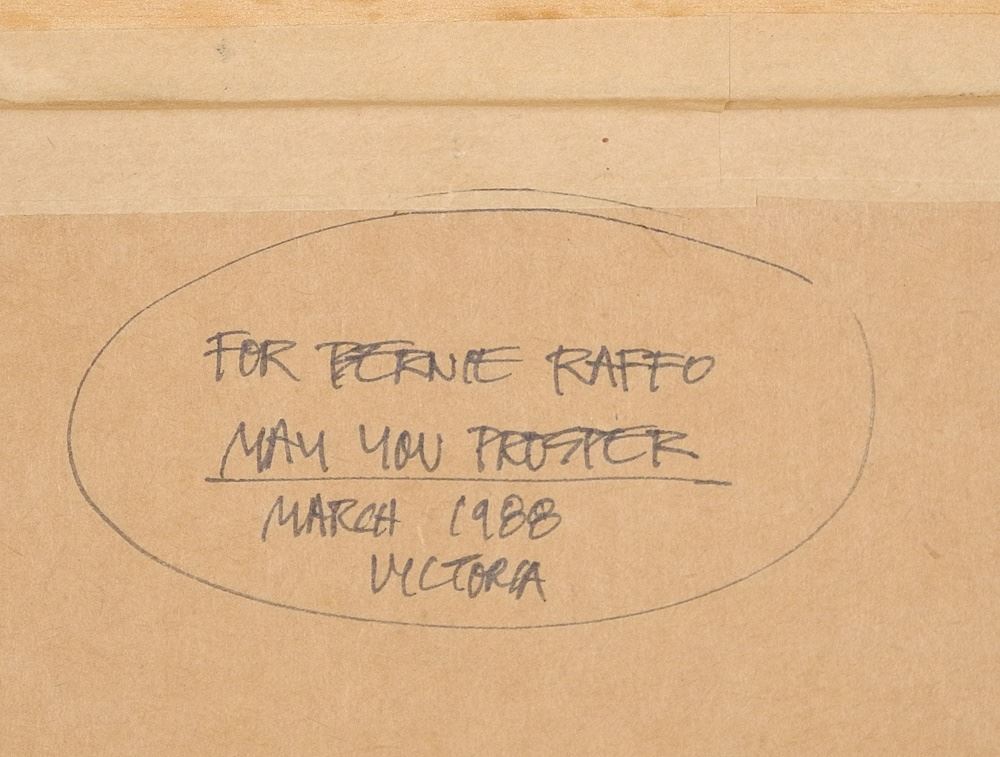 FOR BERNIE RAFFO
MAY YOU PROSPER
MARCH 1988
VICTORIA